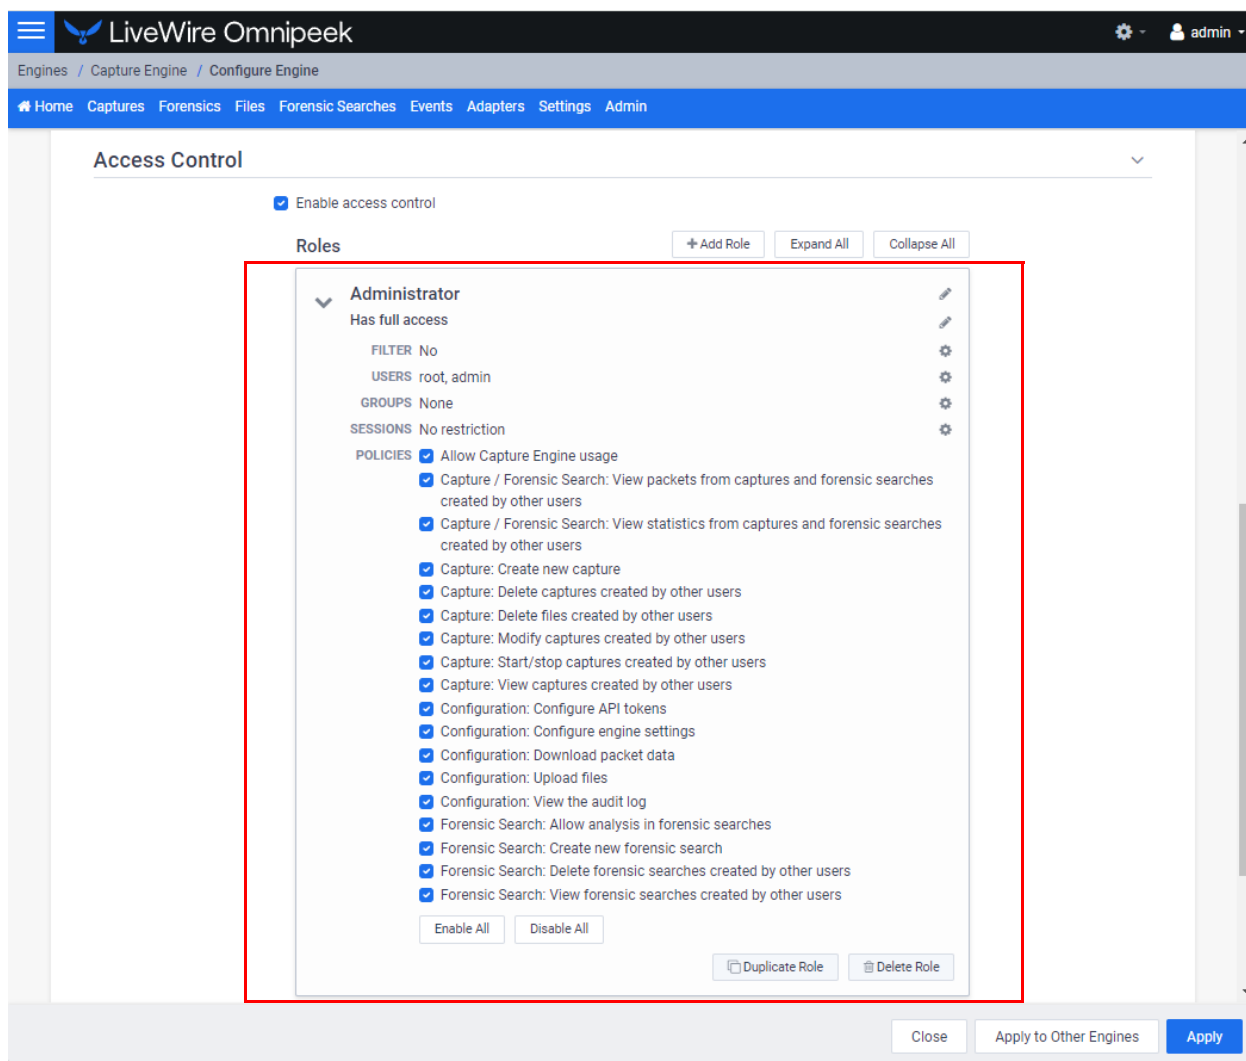 LiveWire Omnipeek
admin
Engines / Capture Engine / Configure Engine
Home Captures Forensics Files Forensic Searches Events Adapters Settings Admin
Access Control
Enable access control
Roles
+ Add Role Expand All Collapse All
Administrator
Has full access
FILTER No
USERS root, admin
GROUPS None
SESSIONS No restriction
POLICIES Allow Capture Engine usage
Capture / Forensic Search: View packets from captures and forensic searches
created by other users
Capture / Forensic Search: View statistics from captures and forensic searches
created by other users
Capture: Create new capture
Capture: Delete captures created by other users
Capture: Delete files created by other users
Capture: Modify captures created by other users
Capture: Start/stop captures created by other users
Capture: View captures created by other users
Configuration: Configure API tokens
Configuration: Configure engine settings
Configuration: Download packet data
Configuration: Upload files
Configuration: View the audit log
Forensic Search: Allow analysis in forensic searches
Forensic Search: Create new forensic search
Forensic Search: Delete forensic searches created by other users
Forensic Search: View forensic searches created by other users
Enable All Disable All
Duplicate Role Delete Role
Close Apply to Other Engines Apply